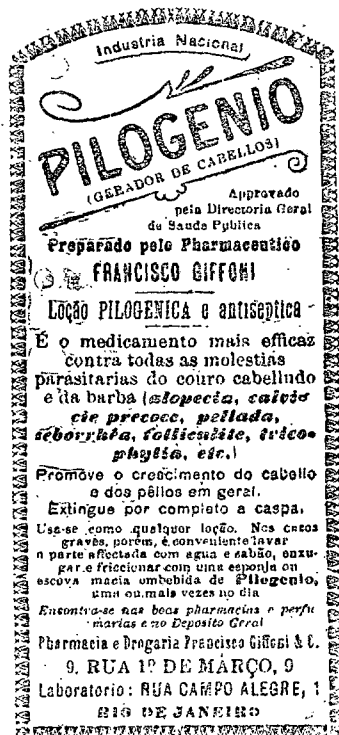 Industria Nacional
PILOGENIO
(GERADOR DE CABELLOS)
Approvado
pela Directoria Geral
de Saude Publica
Preparado pelo Pharmaceutico
FRANCISCO GIFFONI
Loção PILOGENICA e antiseptica
É o medicamento mais efficaz
contra todas as molestias
parasitarias do couro cabelludo
e da barba (alopecia, calvi
cie precoce, pellada,
seborrhéa, folliculite, trico-
phytia, etc.)
Promove o crescimento do cabello
e dos pêllos em geral.
Extingue por completo a caspa.
Usa-se como qualquer loção. Nos casos
graves, porém, é conveniente lavar
a parte affectada com agua e sabão, enxu-
gar e friccionar com uma esponja ou
escova macia embebida de Pilogenio,
uma ou mais vezes no dia
Encontra-se nas boas pharmacias e perfu
marias e no Deposito Geral
Pharmacia e Drogaria Francisco Giffoni & C.
9. RUA 1º DE MARÇO, 9
Laboratorio: RUA CAMPO ALEGRE, 1
RIO DE JANEIRO